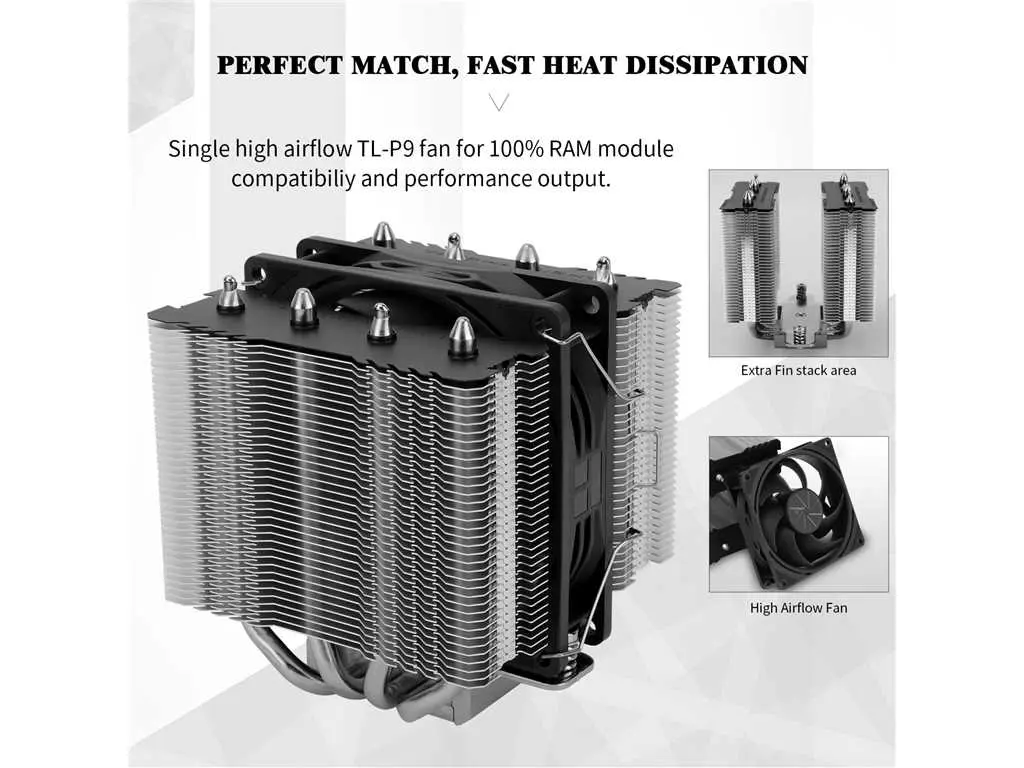 PERFECT MATCH, FAST HEAT DISSIPATION
Single high airflow TL-P9 fan for 100% RAM module
compatibiliy and performance output.
Extra Fin stack area
High Airflow Fan